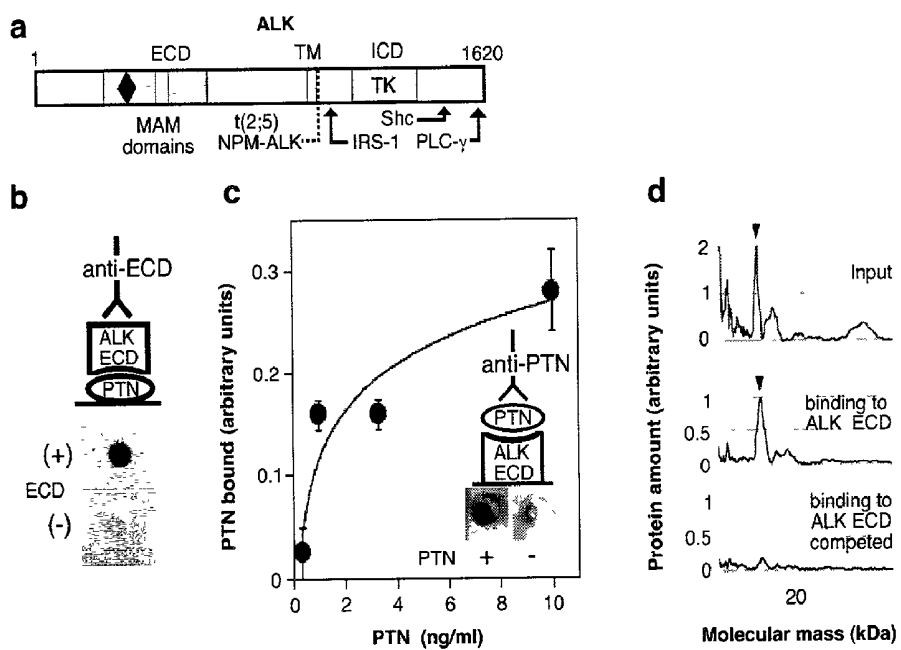 a
ALK
1 ECD TM ICD 1620
TK
MAM
domains
t(2;5)
NPM-ALK
Shc
IRS-1 PLC-γ
b
anti-ECD
ALK
ECD
PTN
(+)
ECD
(-)
c
PTN bound (arbitrary units)
0.3
0.2
0.1
0
0 2 4 6 8 10
PTN (ng/ml)
anti-PTN
PTN
ALK
ECD
PTN + -
d
Protein amount (arbitrary units)
2
1
0
Input
1
0.5
0
binding to
ALK ECD
1
0.5
0
binding to
ALK ECD
competed
20
Molecular mass (kDa)